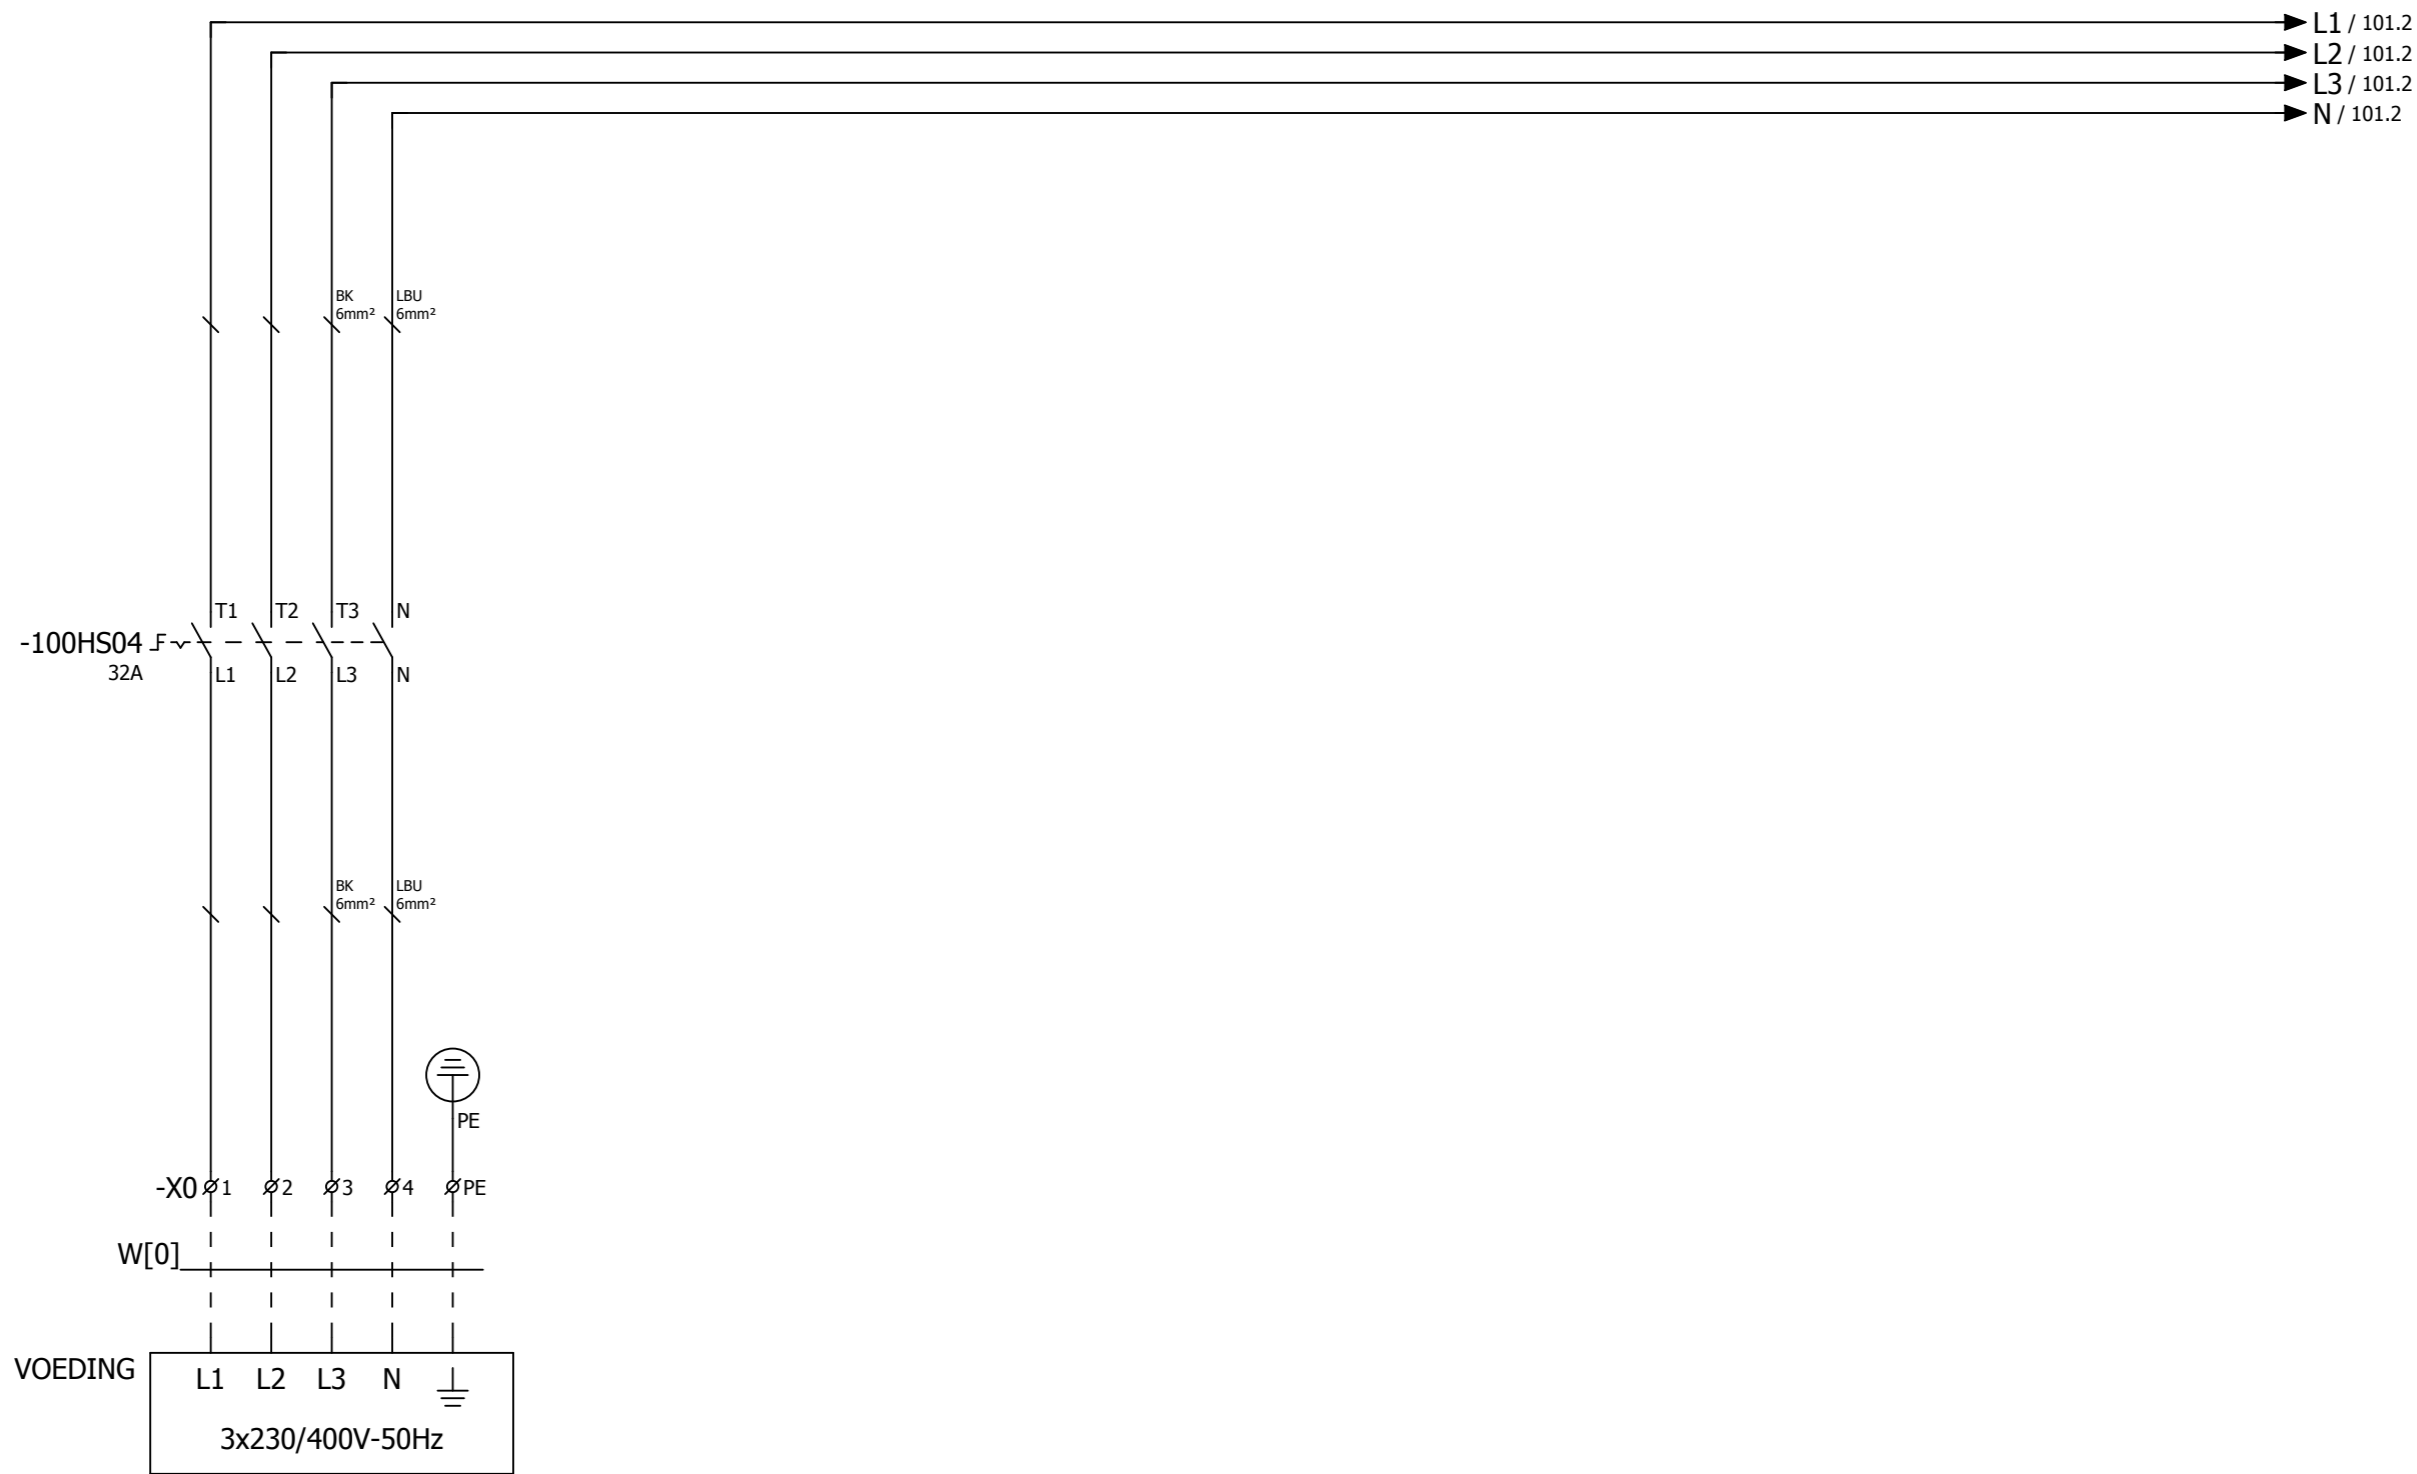 L1 / 101.2
L2 / 101.2
L3 / 101.2
N / 101.2
BK LBU
6mm² 6mm²
T1 T2 T3 N
-100HS04
32A
L1 L2 L3 N
BK LBU
6mm² 6mm²
PE
-X0 1 2 3 4 PE
W[0]
VOEDING
L1 L2 L3 N
3x230/400V-50Hz